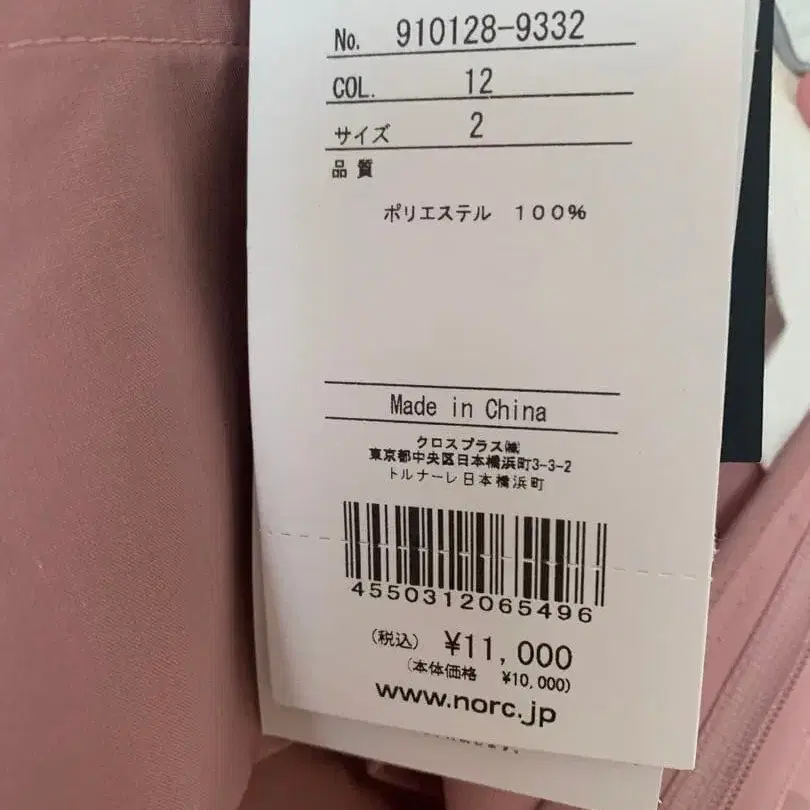 No. 910128-9332
COL. 12
サイズ 2
品質
ポリエステル 100%
Made in China
クロスプラス㈱
東京都中央区日本橋浜町3-3-2
トルナーレ日本橋浜町
4550312065496
(税込) ¥11,000
(本体価格 ¥10,000)
www.norc.jp